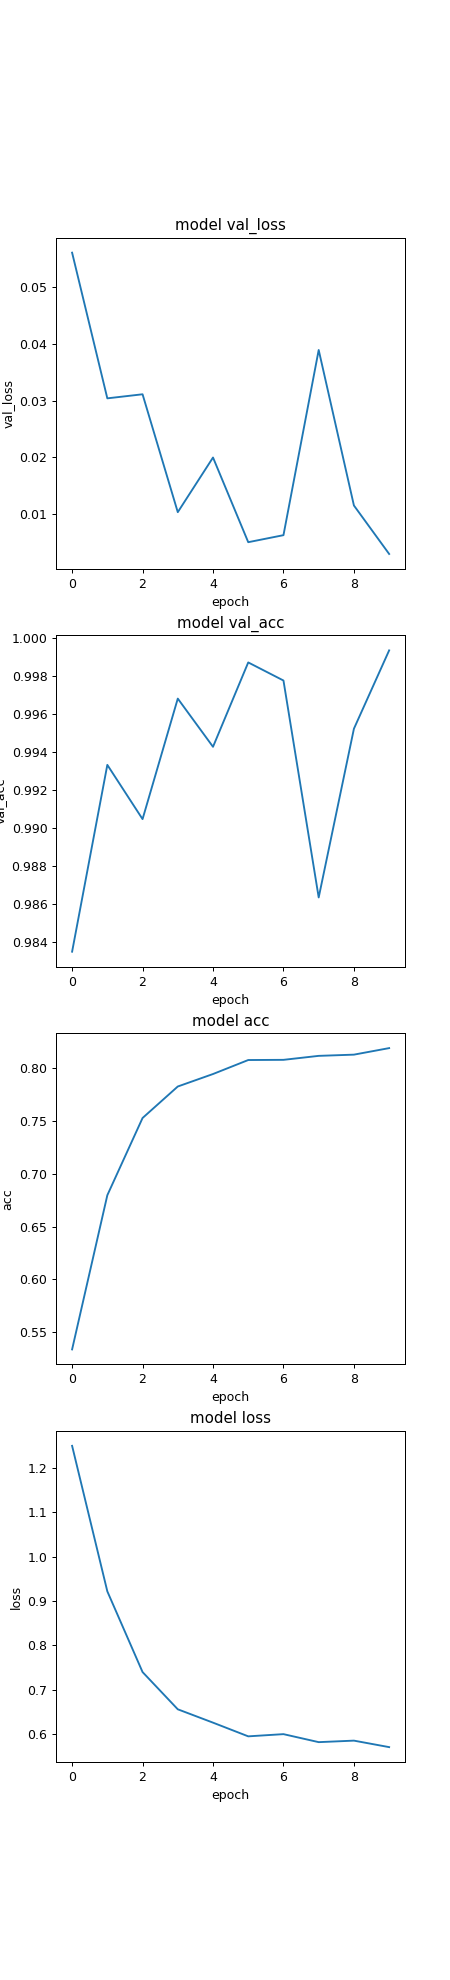 model val_loss
0.05
0.04
0.03
0.02
0.01
val_loss
0 2 4 6 8
epoch
model val_acc
1.000
0.998
0.996
0.994
0.992
0.990
0.988
0.986
0.984
val_acc
0 2 4 6 8
epoch
model acc
0.80
0.75
0.70
0.65
0.60
0.55
acc
0 2 4 6 8
epoch
model loss
1.2
1.1
1.0
0.9
0.8
0.7
0.6
loss
0 2 4 6 8
epoch